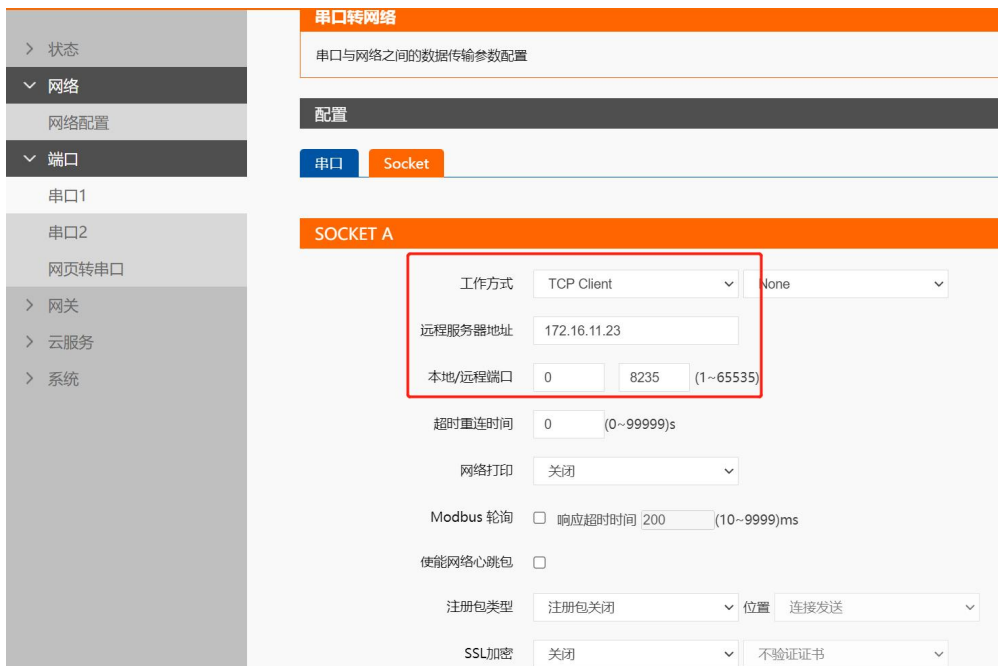 串口转网络
串口与网络之间的数据传输参数配置
配置
串口 Socket
状态
网络
网络配置
端口
串口1
串口2
网页转串口
网关
云服务
系统
SOCKET A
工作方式 TCP Client None
远程服务器地址 172.16.11.23
本地/远程端口 0 8235 (1~65535)
超时重连时间 0 (0~99999)s
网络打印 关闭
Modbus 轮询 响应超时时间 200 (10~9999)ms
使能网络心跳包
注册包类型 注册包关闭 位置 连接发送
SSL加密 关闭 不验证证书